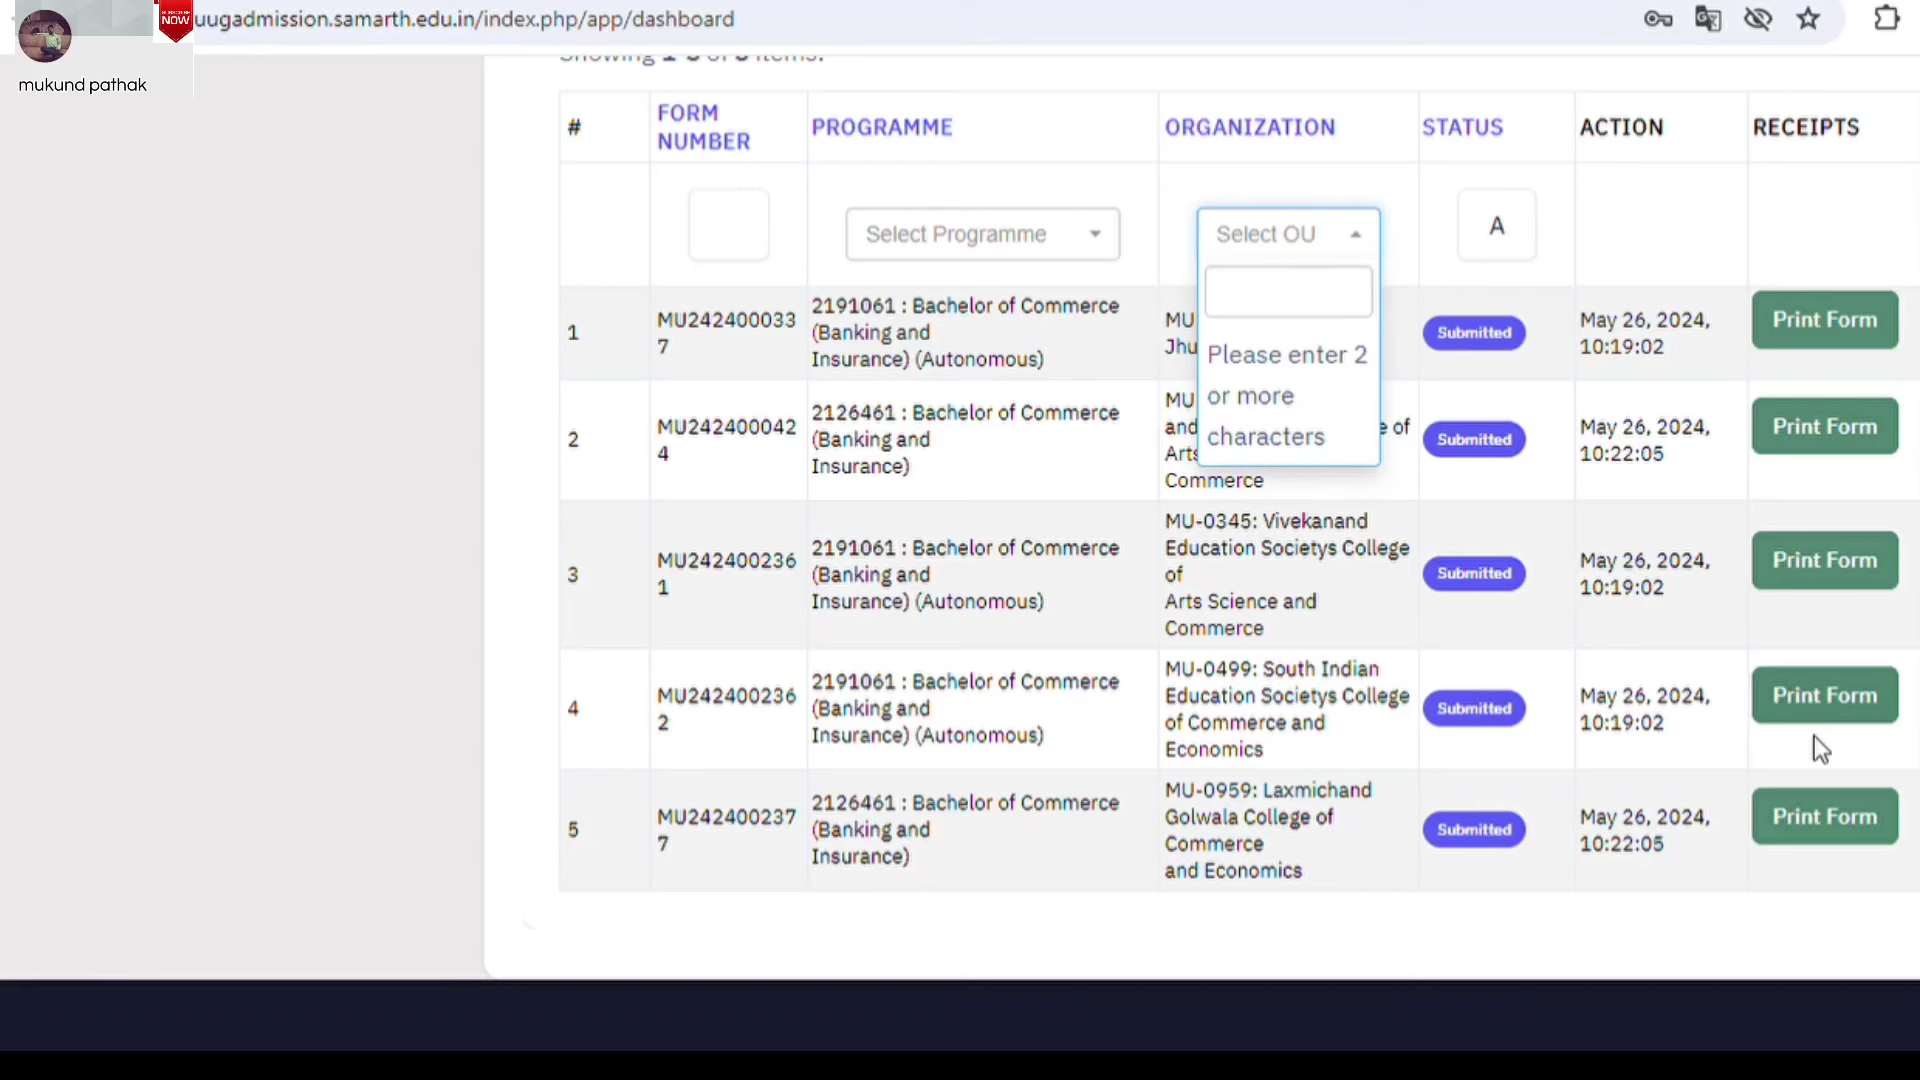 uugadmission.samarth.edu.in/index.php/app/dashboard
SUBSCRIBE
NOW
mukund pathak
Showing 1-5 of 5 items.
# FORM NUMBER PROGRAMME ORGANIZATION STATUS ACTION RECEIPTS
Select Programme Select OU A
Please enter 2
or more
characters
1
MU242400033
7
2191061 : Bachelor of Commerce
(Banking and
Insurance) (Autonomous)
MU
Jhu
Submitted
May 26, 2024,
10:19:02
Print Form
2
MU242400042
4
2126461 : Bachelor of Commerce
(Banking and
Insurance)
MU
and e of
Arts
Commerce
Submitted
May 26, 2024,
10:22:05
Print Form
3
MU242400236
1
2191061 : Bachelor of Commerce
(Banking and
Insurance) (Autonomous)
MU-0345: Vivekanand
Education Societys College
of
Arts Science and
Commerce
Submitted
May 26, 2024,
10:19:02
Print Form
4
MU242400236
2
2191061 : Bachelor of Commerce
(Banking and
Insurance) (Autonomous)
MU-0499: South Indian
Education Societys College
of Commerce and
Economics
Submitted
May 26, 2024,
10:19:02
Print Form
5
MU242400237
7
2126461 : Bachelor of Commerce
(Banking and
Insurance)
MU-0959: Laxmichand
Golwala College of
Commerce
and Economics
Submitted
May 26, 2024,
10:22:05
Print Form